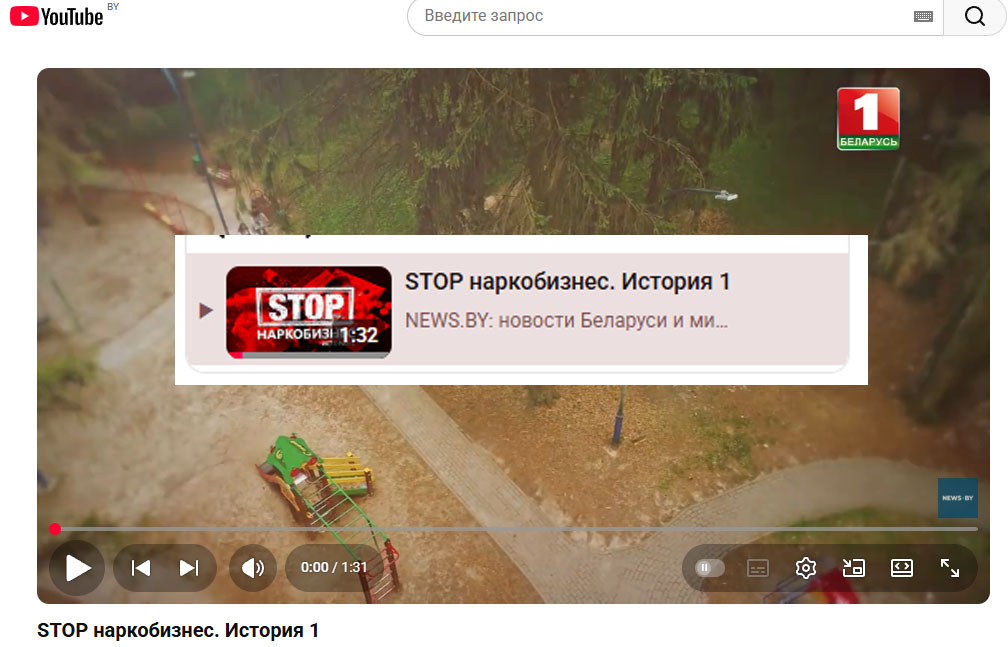 YouTube BY
Введите запрос
1
БЕЛАРУСЬ
STOP наркобизнес. История 1
NEWS.BY: новости Беларуси и ми...
STOP
НАРКОБИЗН
1:32
NEWS.BY
0:00 / 1:31
STOP наркобизнес. История 1